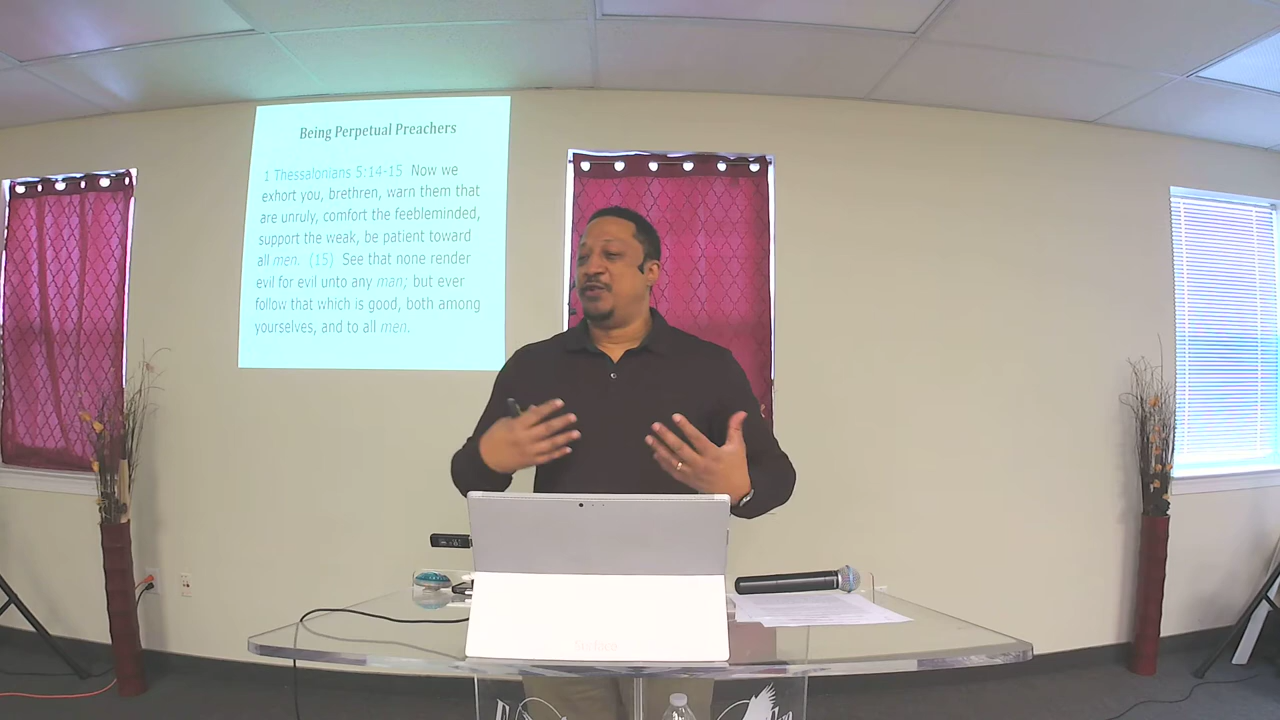 Being Perpetual Preachers
1 Thessalonians 5:14-15 Now we
exhort you, brethren, warn them that
are unruly, comfort the feebleminded,
support the weak, be patient toward
all men. (15) See that none render
evil for evil unto any man; but ever
follow that which is good, both among
yourselves, and to all men.